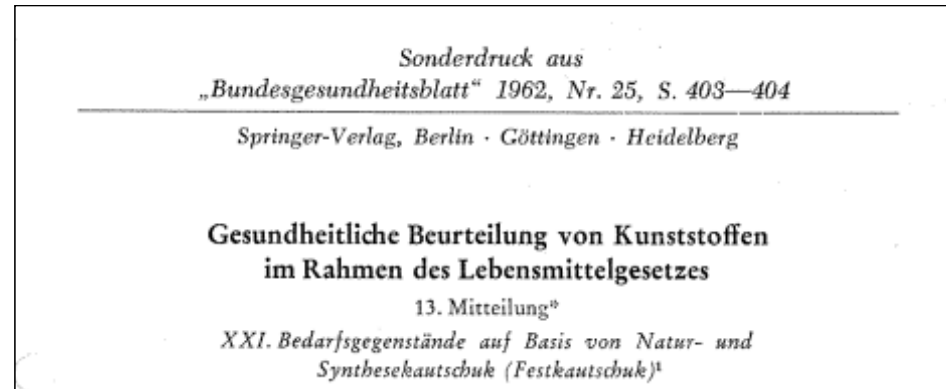 Sonderdruck aus
„Bundesgesundheitsblatt“ 1962, Nr. 25, S. 403—404
Springer-Verlag, Berlin · Göttingen · Heidelberg
Gesundheitliche Beurteilung von Kunststoffen
im Rahmen des Lebensmittelgesetzes
13. Mitteilung*
XXI. Bedarfsgegenstände auf Basis von Natur- und
Synthesekautschuk (Festkautschuk)¹